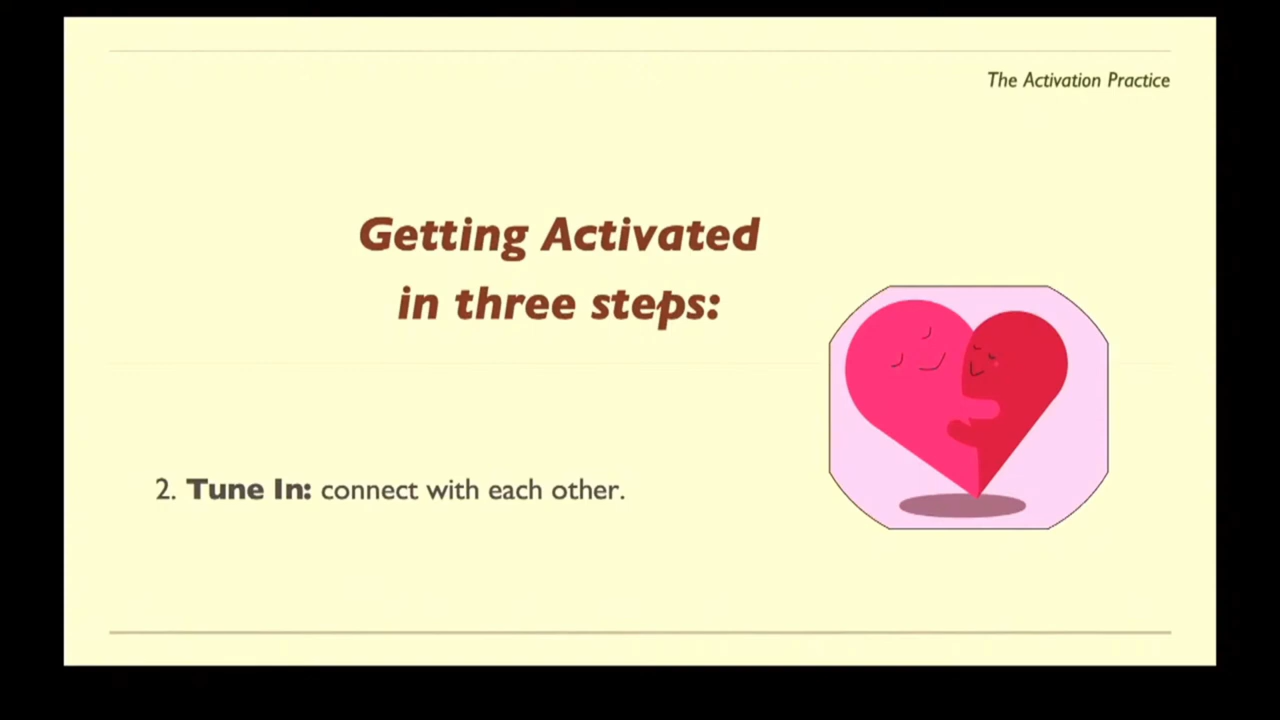 The Activation Practice
Getting Activated
in three steps:
2. Tune In: connect with each other.